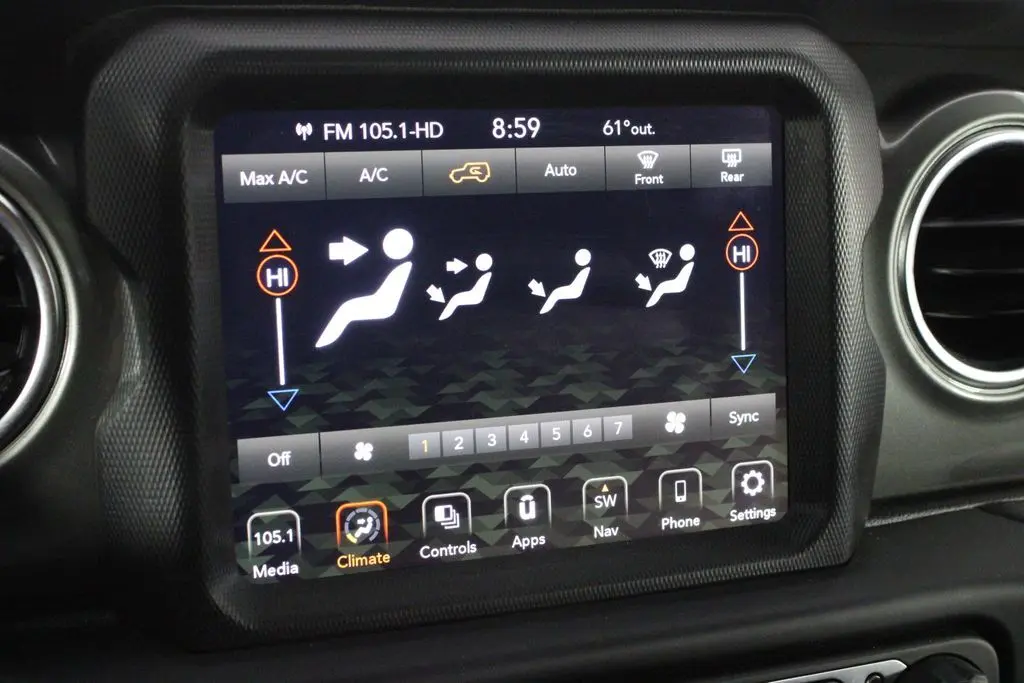 FM 105.1-HD 8:59 61°out.
Max A/C A/C Auto Front Rear
HI HI
Off 1 2 3 4 5 6 7 Sync
105.1 SW
Media Climate Controls Apps Nav Phone Settings